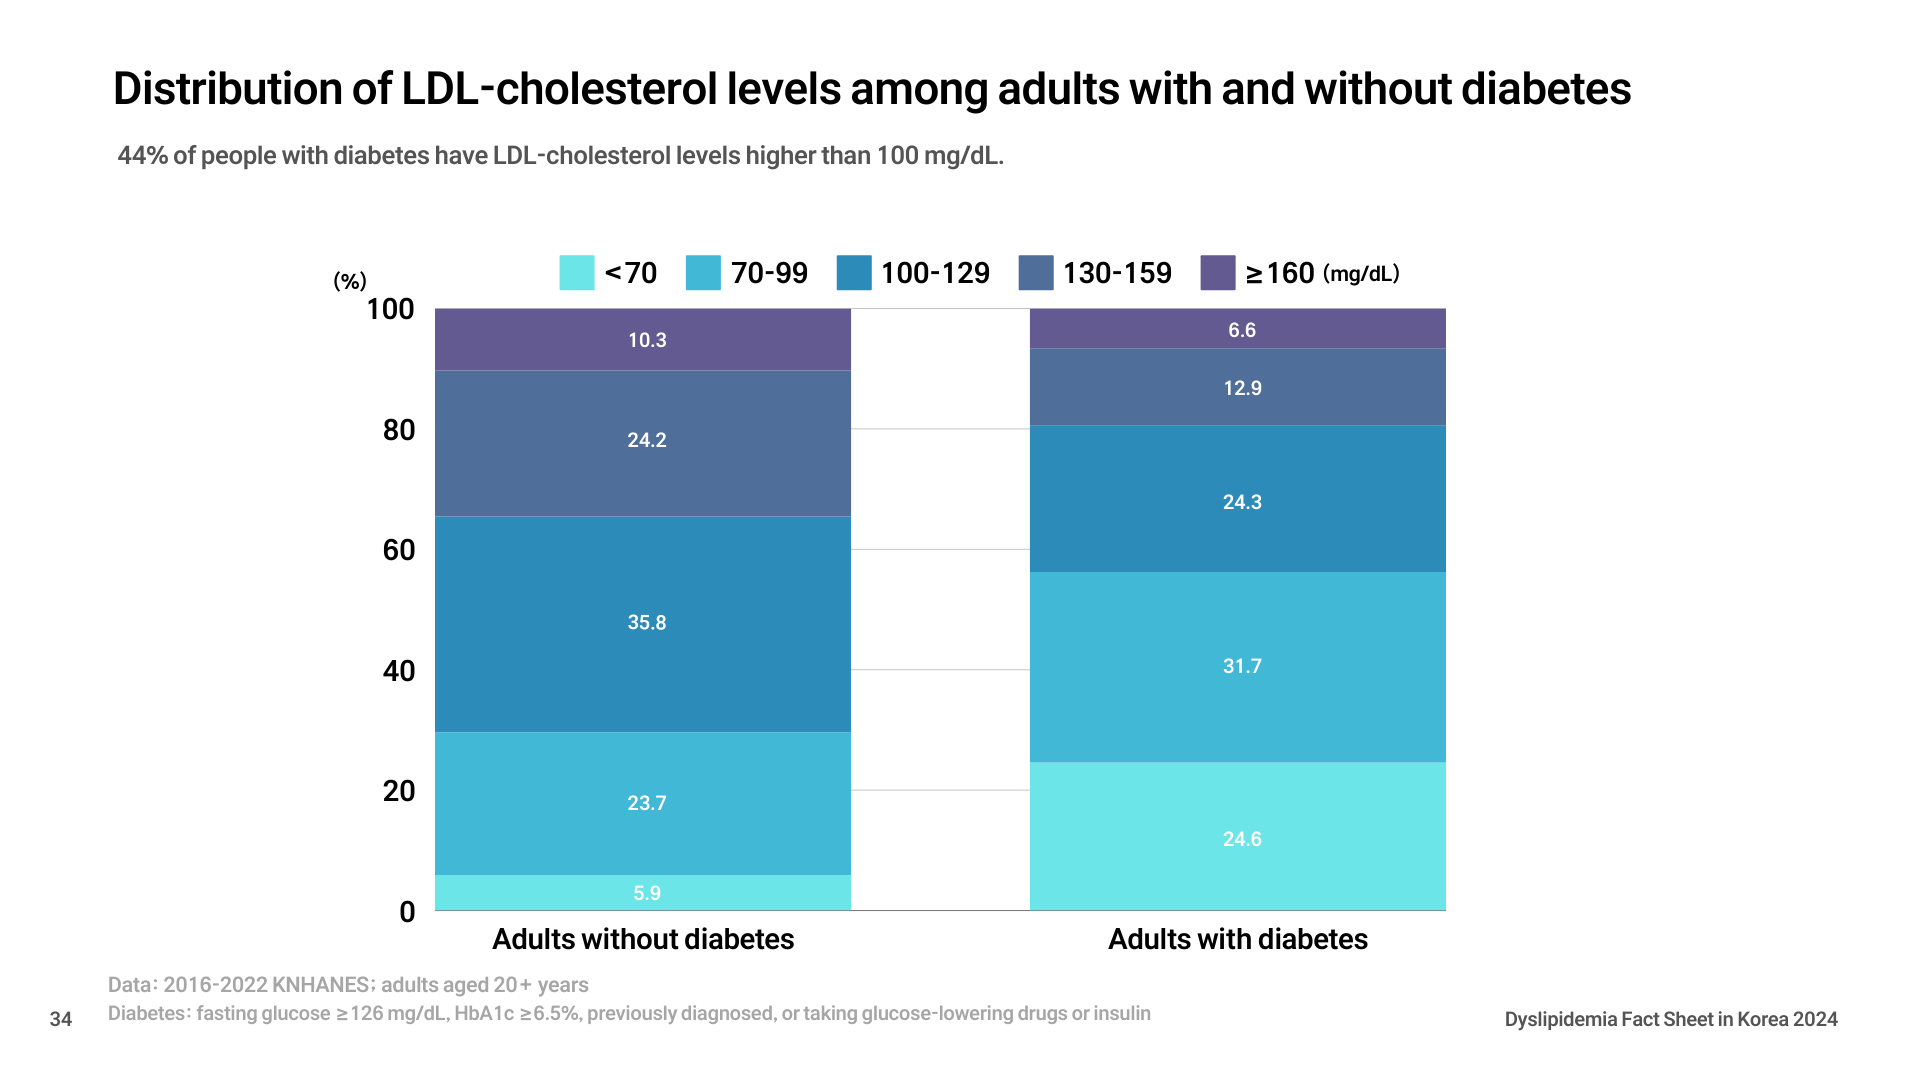 Distribution of LDL-cholesterol levels among adults with and without diabetes
44% of people with diabetes have LDL-cholesterol levels higher than 100 mg/dL.
<70 70-99 100-129 130-159 ≥160 (mg/dL)
(%)
100
80
60
40
20
0
10.3
24.2
35.8
23.7
5.9
6.6
12.9
24.3
31.7
24.6
Adults without diabetes
Adults with diabetes
Data: 2016-2022 KNHANES; adults aged 20+ years
Diabetes: fasting glucose ≥126 mg/dL, HbA1c ≥6.5%, previously diagnosed, or taking glucose-lowering drugs or insulin
34
Dyslipidemia Fact Sheet in Korea 2024